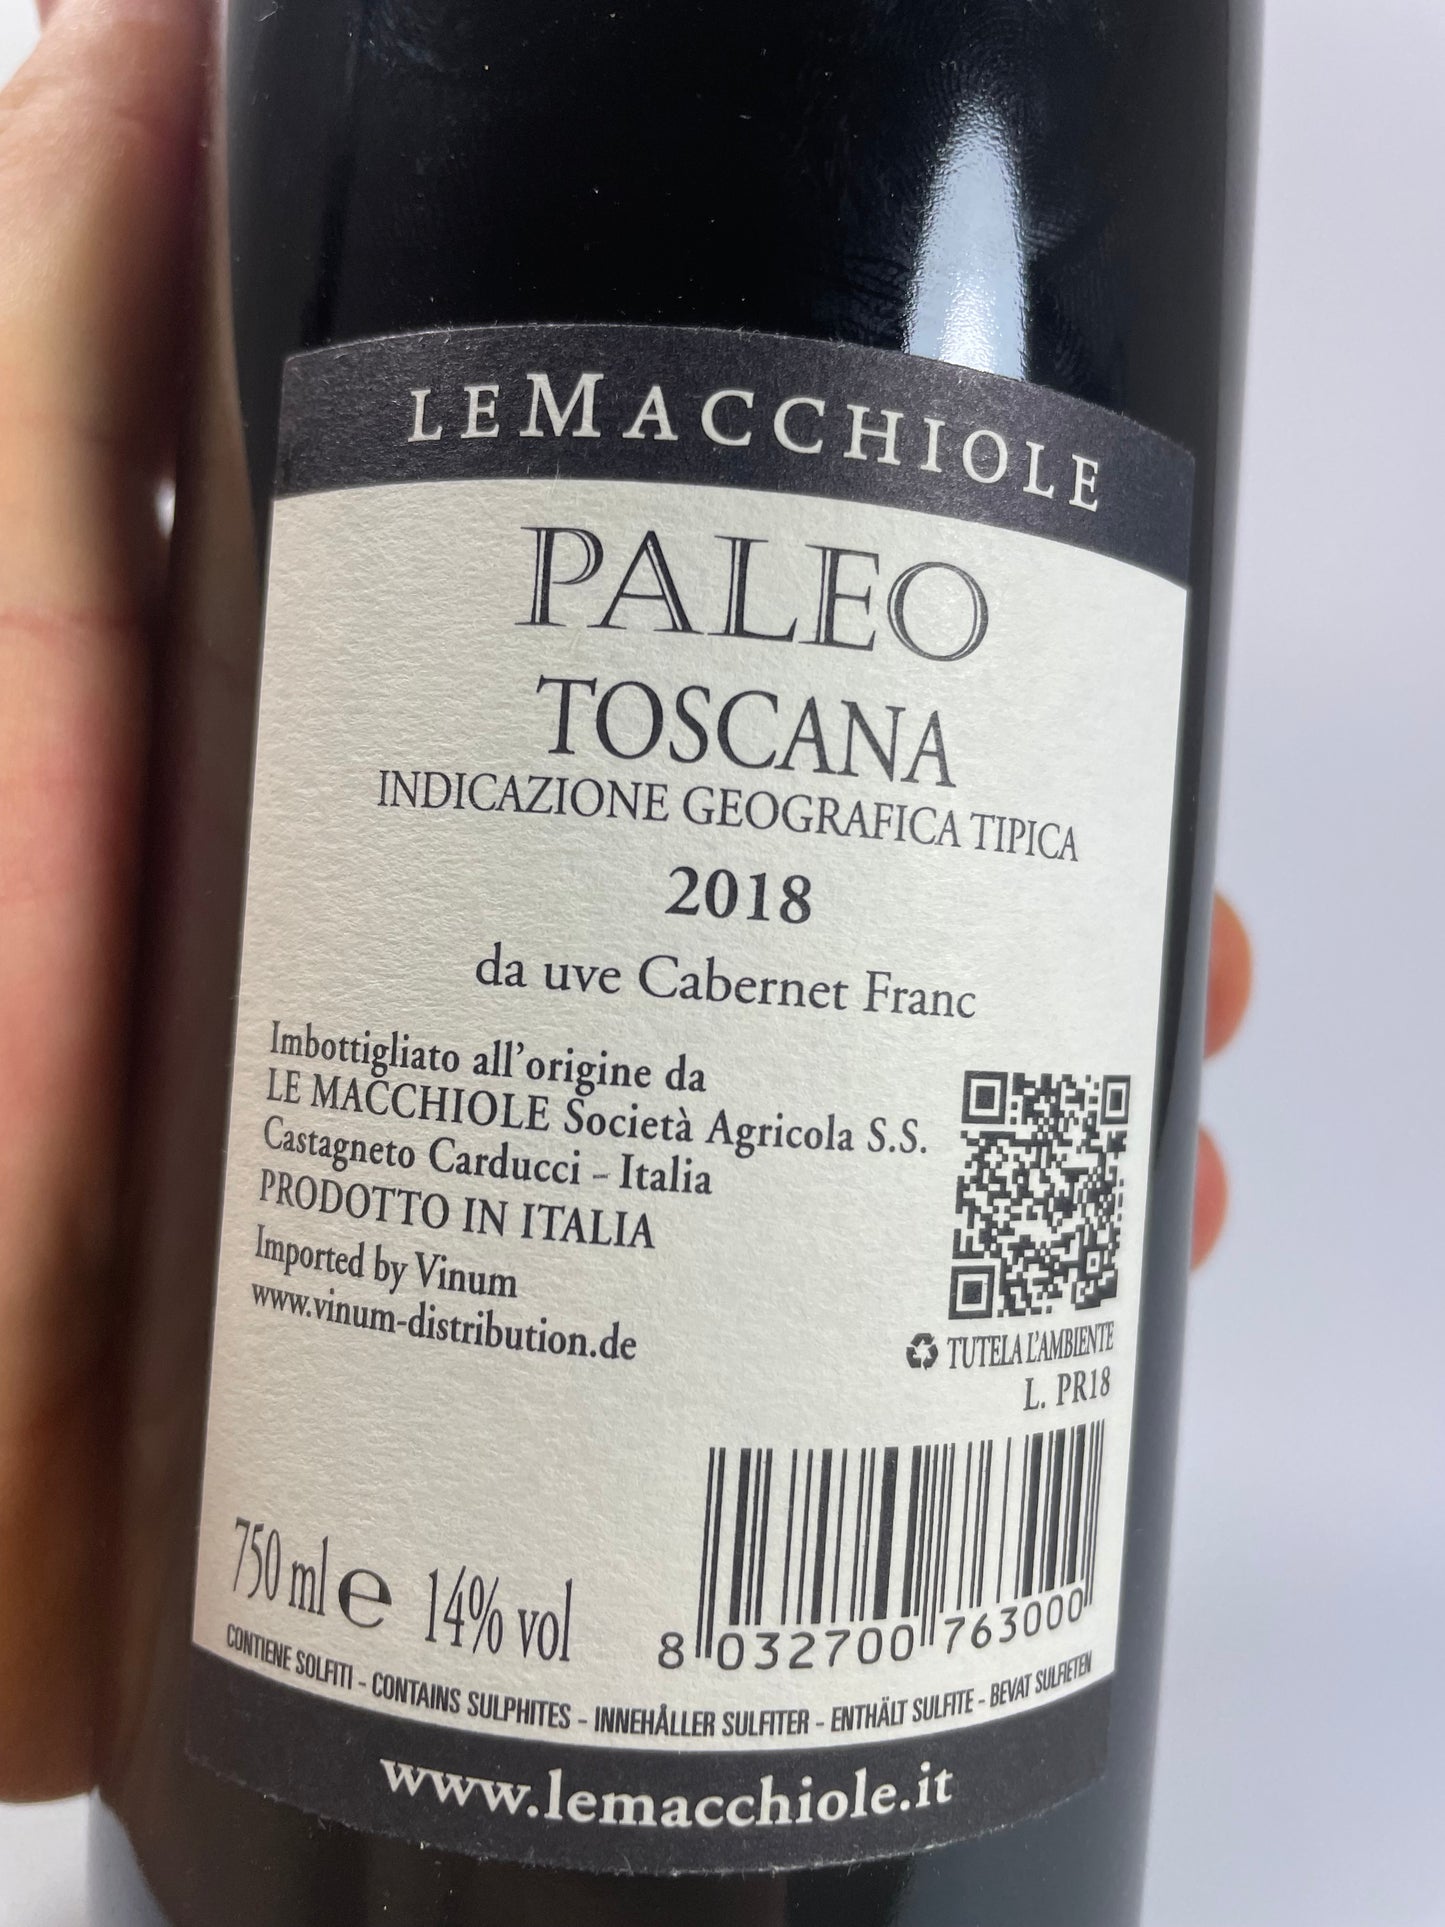 LE MACCHIOLE
PALEO
TOSCANA
INDICAZIONE GEOGRAFICA TIPICA
2018
da uve Cabernet Franc
Imbottigliato all'origine da
LE MACCHIOLE Società Agricola S.S.
Castagneto Carducci - Italia
PRODOTTO IN ITALIA
Imported by Vinum
www.vinum-distribution.de
TUTELA L'AMBIENTE
L. PR18
750 ml e 14% vol
8 032700 763000
CONTIENE SOLFITI - CONTAINS SULPHITES - INNEHÅLLER SULFITER - ENTHÄLT SULFITE - BEVAT SULFIETEN
www.lemacchiole.it